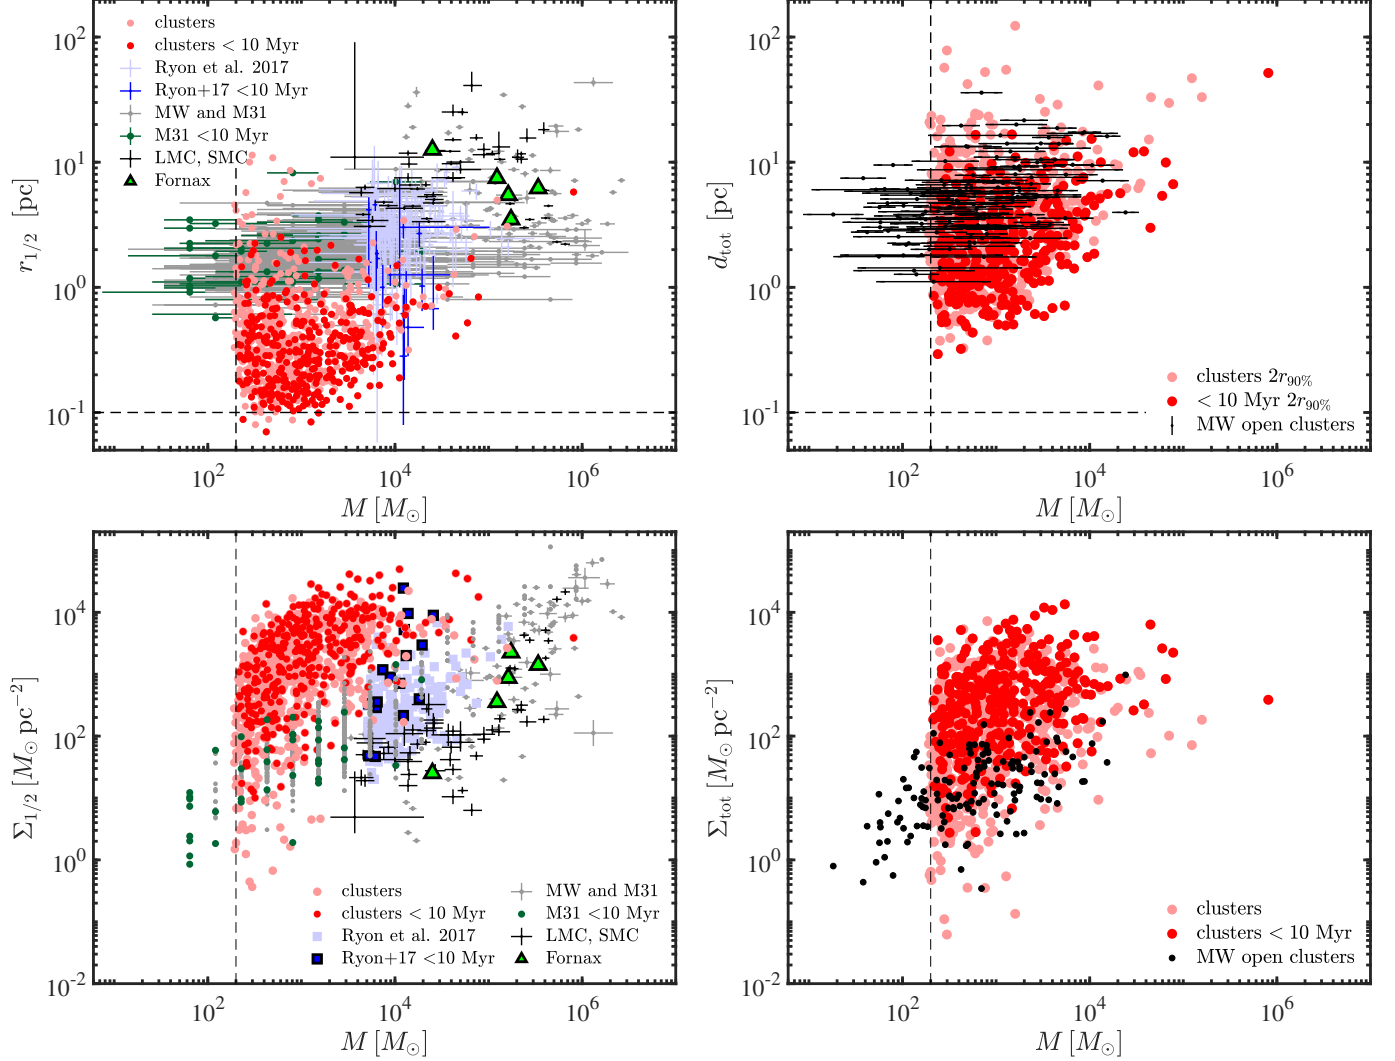 clusters
clusters < 10 Myr
Ryon et al. 2017
Ryon+17 <10 Myr
MW and M31
M31 <10 Myr
LMC, SMC
Fornax
10^2
10^1
10^0
10^-1
r_{1/2} [pc]
10^2 10^4 10^6
M [M_⊙]
10^2
10^1
10^0
10^-1
d_tot [pc]
clusters 2r_{90%}
< 10 Myr 2r_{90%}
MW open clusters
10^2 10^4 10^6
M [M_⊙]
10^4
10^2
10^0
10^-2
Σ_{1/2} [M_⊙ pc^{-2}]
clusters
clusters < 10 Myr
Ryon et al. 2017
Ryon+17 <10 Myr
MW and M31
M31 <10 Myr
LMC, SMC
Fornax
10^2 10^4 10^6
M [M_⊙]
10^4
10^2
10^0
10^-2
Σ_tot [M_⊙ pc^{-2}]
clusters
clusters < 10 Myr
MW open clusters
10^2 10^4 10^6
M [M_⊙]